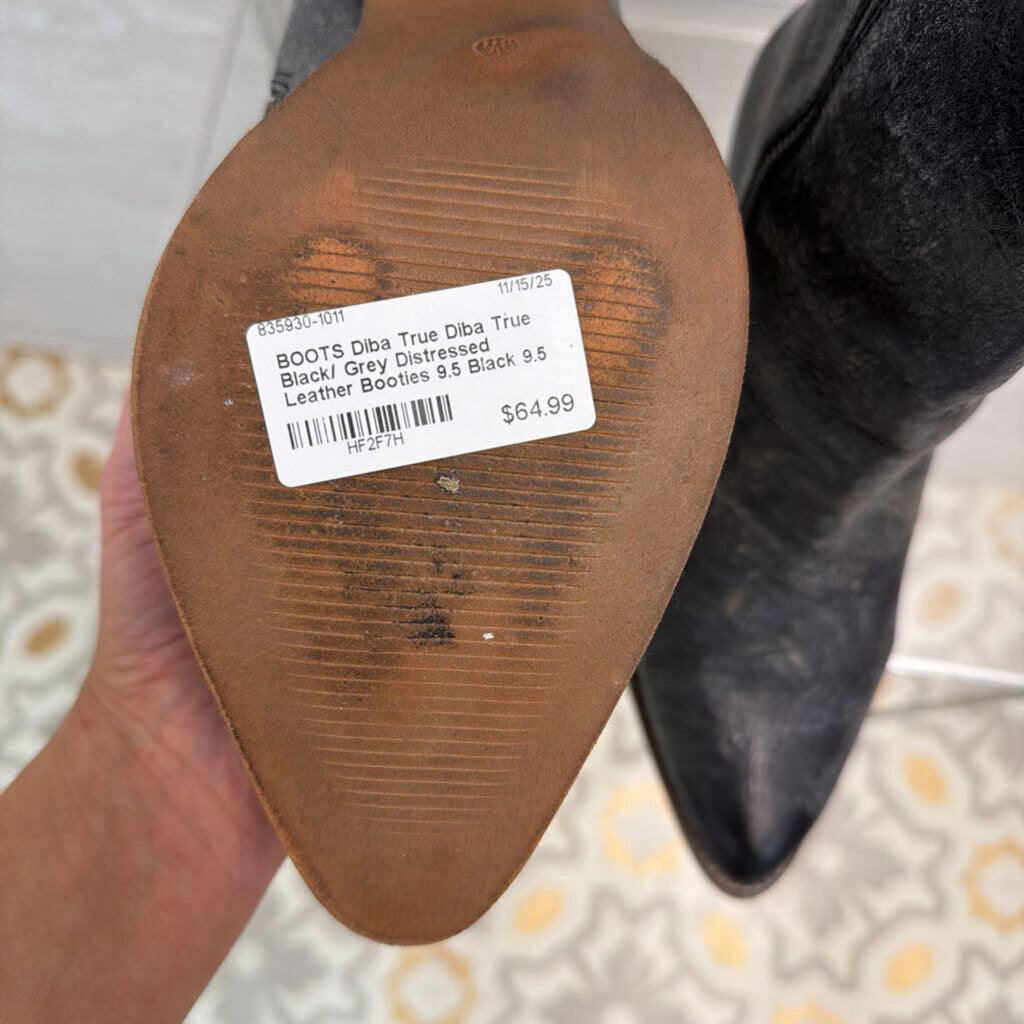 11/15/25
835930-1011
BOOTS Diba True Diba True
Black/ Grey Distressed
Leather Booties 9.5 Black 9.5
$64.99
HF2F7H